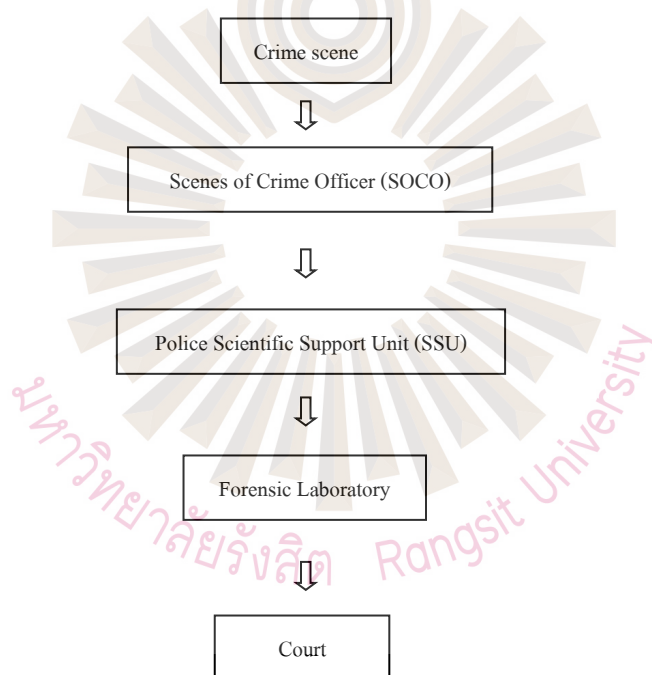 Crime scene
Scenes of Crime Officer (SOCO)
Police Scientific Support Unit (SSU)
Forensic Laboratory
Court
มหาวิทยาลัยรังสิต Rangsit University